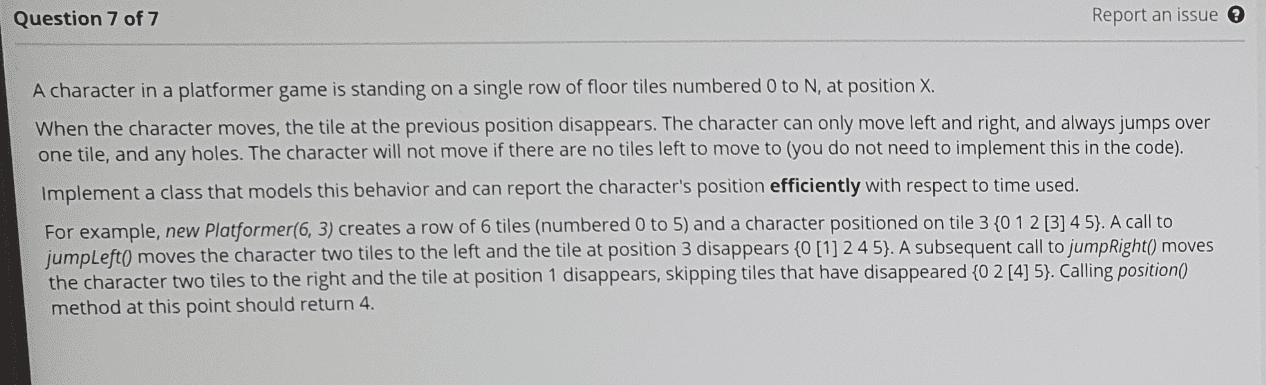 Question 7 of 7
Report an issue ?
A character in a platformer game is standing on a single row of floor tiles numbered 0 to N, at position X.
When the character moves, the tile at the previous position disappears. The character can only move left and right, and always jumps over
one tile, and any holes. The character will not move if there are no tiles left to move to (you do not need to implement this in the code).
Implement a class that models this behavior and can report the character's position efficiently with respect to time used.
For example, new Platformer(6, 3) creates a row of 6 tiles (numbered 0 to 5) and a character positioned on tile 3 {0 1 2 [3] 4 5}. A call to
jumpLeft() moves the character two tiles to the left and the tile at position 3 disappears {0 [1] 2 4 5}. A subsequent call to jumpRight() moves
the character two tiles to the right and the tile at position 1 disappears, skipping tiles that have disappeared {0 2 [4] 5}. Calling position()
method at this point should return 4.